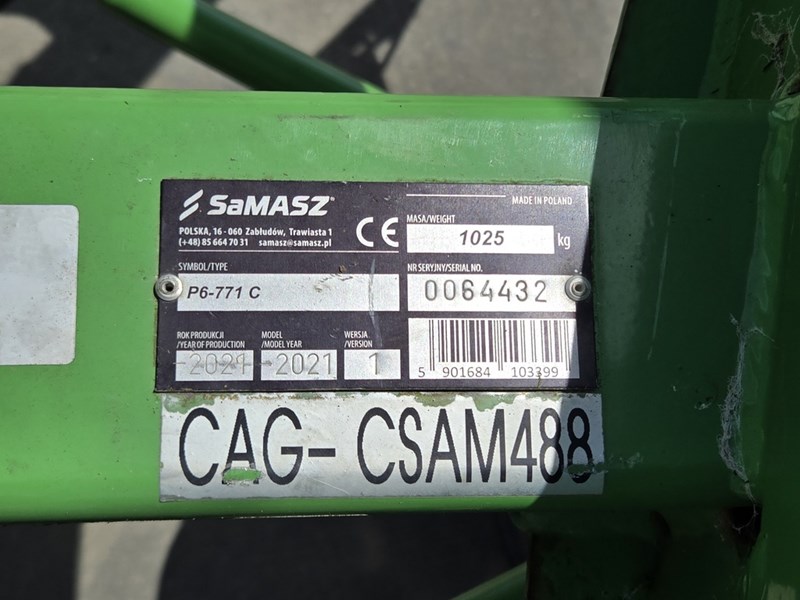 SaMASZ
MADE IN POLAND
POLSKA, 16 - 060 Zabłudów, Trawiasta 1
(+48) 85 664 70 31 samasz@samasz.pl
CE
MASA/WEIGHT
1025 kg
SYMBOL/TYPE
P6-771 C
NR SERYJNY/SERIAL NO.
0064432
ROK PRODUKCJI
/YEAR OF PRODUCTION
2021
MODEL
/MODEL YEAR
2021
WERSJA
/VERSION
1
5 901684 103399
CAG- CSAM488